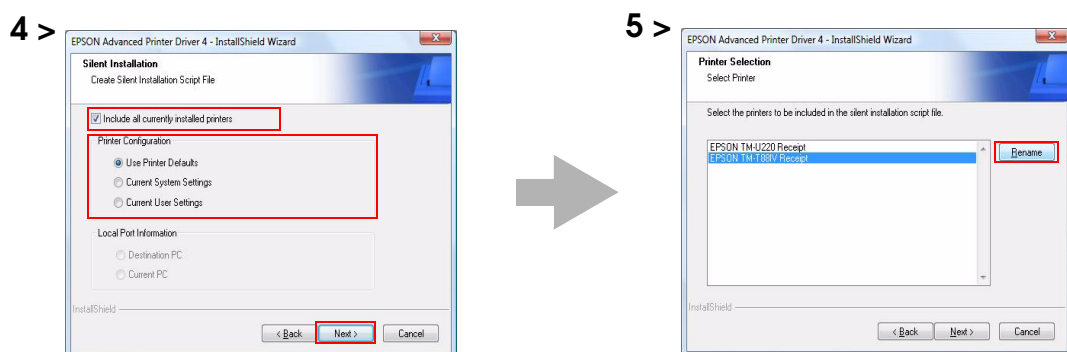 4 >
EPSON Advanced Printer Driver 4 - InstallShield Wizard
Silent Installation
Create Silent Installation Script File
Include all currently installed printers
Printer Configuration
Use Printer Defaults
Current System Settings
Current User Settings
Local Port Information
Destination PC
Current PC
InstallShield
< Back
Next >
Cancel
5 >
EPSON Advanced Printer Driver 4 - InstallShield Wizard
Printer Selection
Select Printer
Select the printers to be included in the silent installation script file.
EPSON TM-U220 Receipt
EPSON TM-T88IV Receipt
Rename
InstallShield
< Back
Next >
Cancel